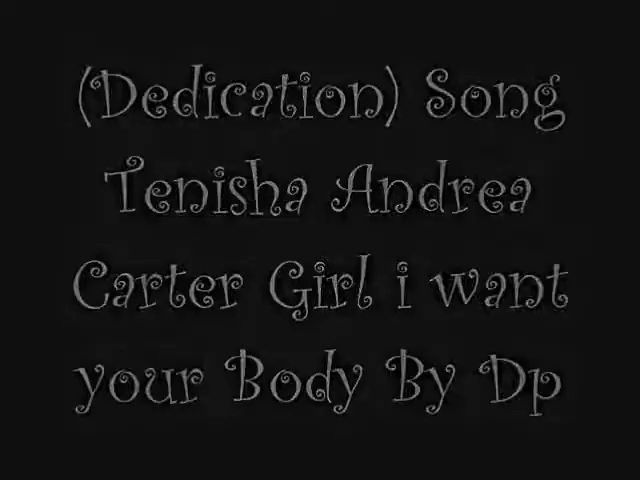 (Dedication) Song
Tenisha Andrea
Carter Girl i want
your Body By Dp